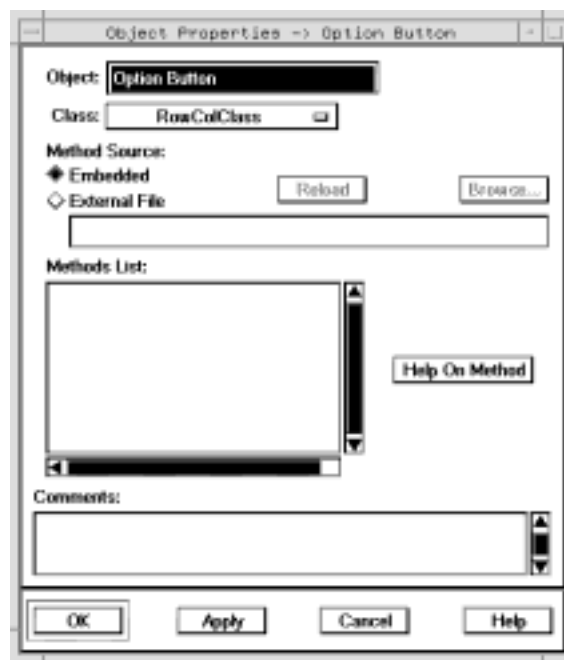 Object Properties -> Option Button
Object: Option Button
Class: RowColClass
Method Source:
Embedded
External File
Reload
Browse...
Methods List:
Help On Method
Comments:
OK Apply Cancel Help